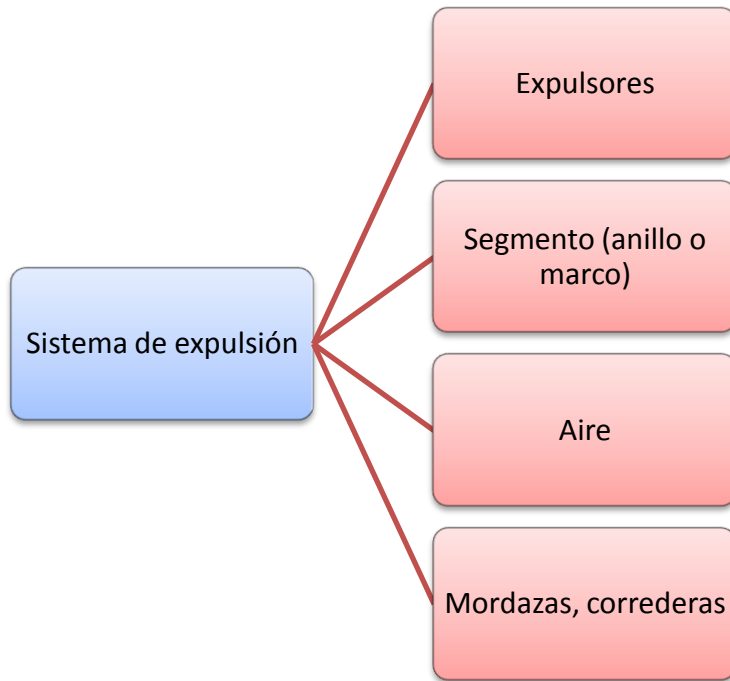 Expulsores
Segmento (anillo o
marco)
Sistema de expulsión
Aire
Mordazas, correderas